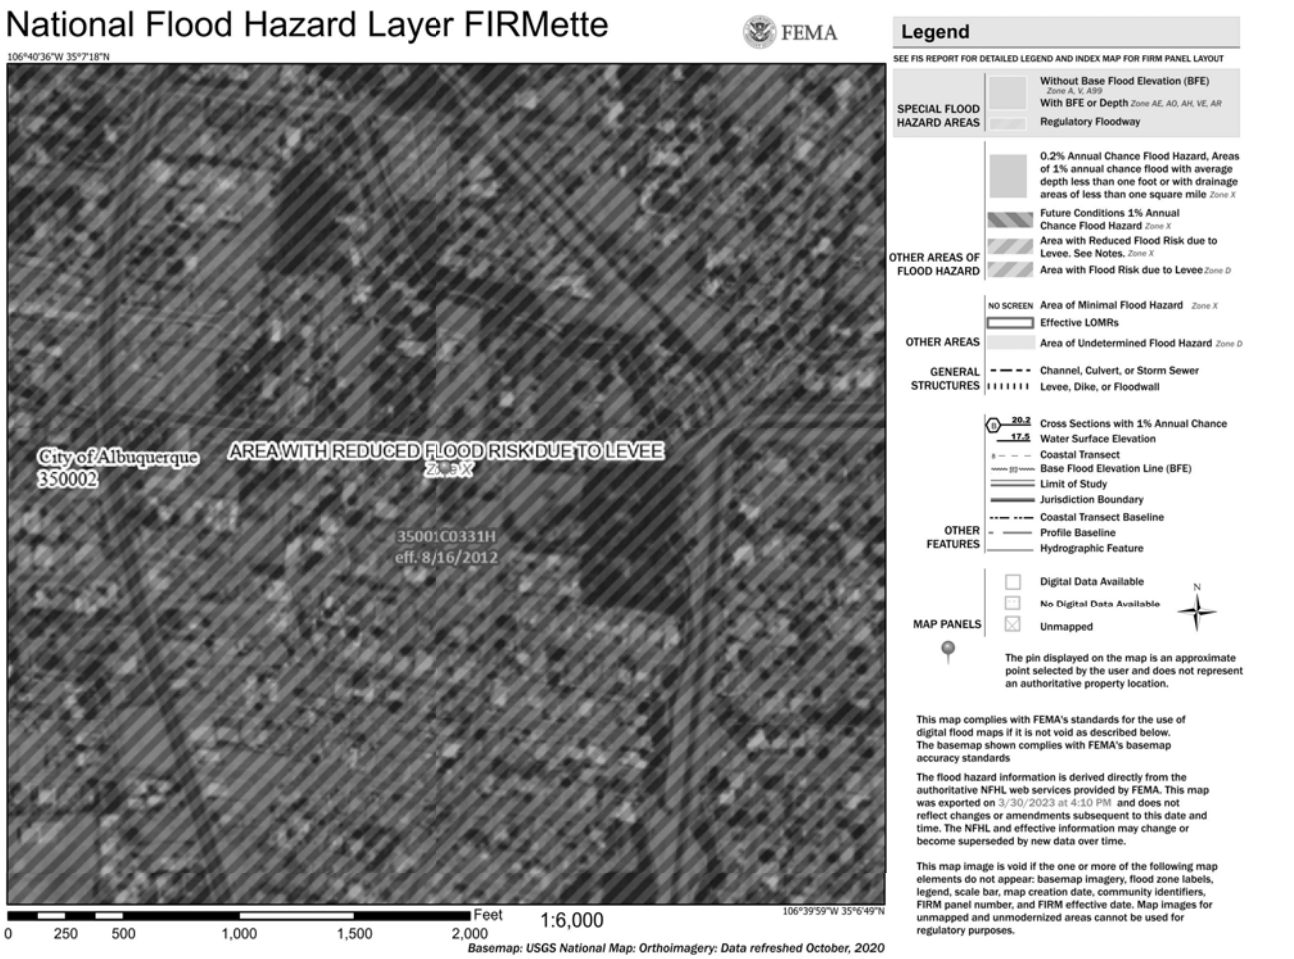 National Flood Hazard Layer FIRMette
FEMA
106°40'36"W 35°7'18"N
City of Albuquerque
350002
AREA WITH REDUCED FLOOD RISK DUE TO LEVEE
Zone X
35001C0331H
eff. 8/16/2012
Feet
1:6,000
106°39'59"W 35°6'49"N
0 250 500 1,000 1,500 2,000
Basemap: USGS National Map: Orthoimagery: Data refreshed October, 2020
Legend
SEE FIS REPORT FOR DETAILED LEGEND AND INDEX MAP FOR FIRM PANEL LAYOUT
SPECIAL FLOOD
HAZARD AREAS
Without Base Flood Elevation (BFE)
Zone A, V, A99
With BFE or Depth Zone AE, AO, AH, VE, AR
Regulatory Floodway
0.2% Annual Chance Flood Hazard, Areas
of 1% annual chance flood with average
depth less than one foot or with drainage
areas of less than one square mile Zone X
Future Conditions 1% Annual
Chance Flood Hazard Zone X
Area with Reduced Flood Risk due to
Levee. See Notes. Zone X
Area with Flood Risk due to Levee Zone D
OTHER AREAS OF
FLOOD HAZARD
NO SCREEN Area of Minimal Flood Hazard Zone X
Effective LOMRs
OTHER AREAS
Area of Undetermined Flood Hazard Zone D
GENERAL
STRUCTURES
Channel, Culvert, or Storm Sewer
Levee, Dike, or Floodwall
B 20.2 Cross Sections with 1% Annual Chance
17.5 Water Surface Elevation
8 Coastal Transect
513 Base Flood Elevation Line (BFE)
Limit of Study
Jurisdiction Boundary
Coastal Transect Baseline
OTHER
FEATURES
Profile Baseline
Hydrographic Feature
Digital Data Available
No Digital Data Available
N
MAP PANELS
Unmapped
The pin displayed on the map is an approximate
point selected by the user and does not represent
an authoritative property location.
This map complies with FEMA's standards for the use of
digital flood maps if it is not void as described below.
The basemap shown complies with FEMA's basemap
accuracy standards
The flood hazard information is derived directly from the
authoritative NFHL web services provided by FEMA. This map
was exported on 3/30/2023 at 4:10 PM and does not
reflect changes or amendments subsequent to this date and
time. The NFHL and effective information may change or
become superseded by new data over time.
This map image is void if the one or more of the following map
elements do not appear: basemap imagery, flood zone labels,
legend, scale bar, map creation date, community identifiers,
FIRM panel number, and FIRM effective date. Map images for
unmapped and unmodernized areas cannot be used for
regulatory purposes.